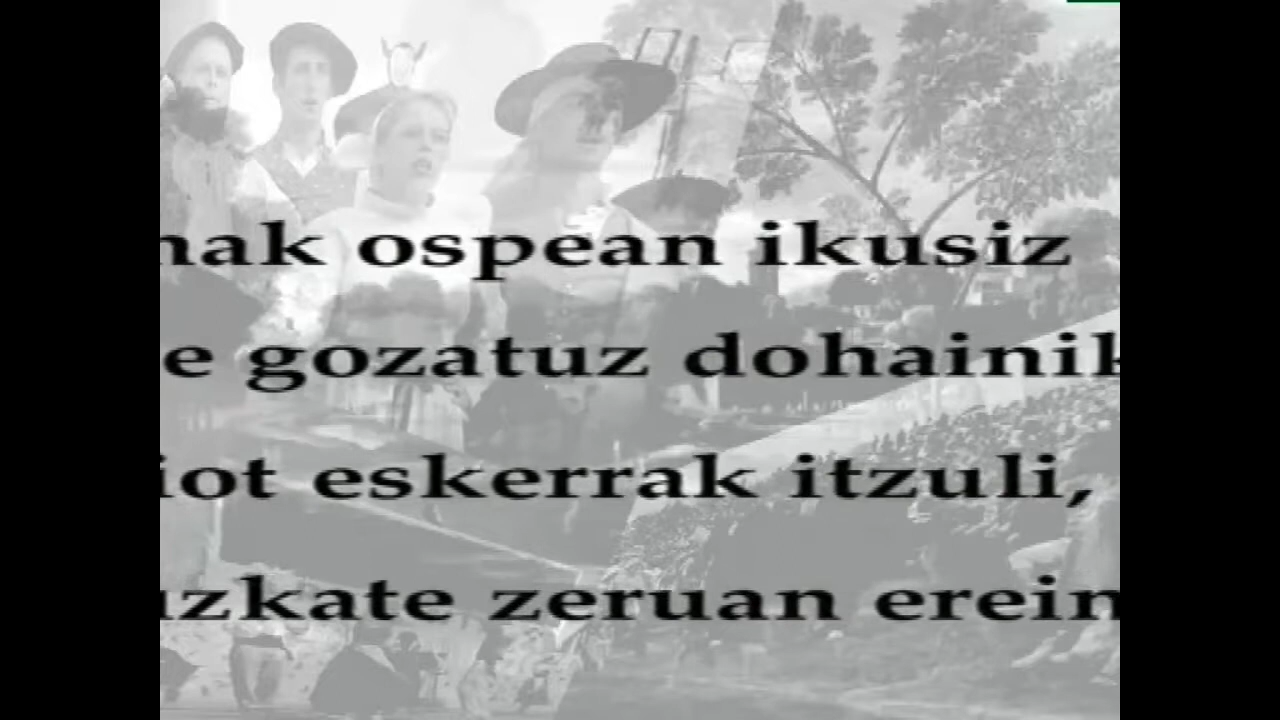 nak ospean ikusiz
e gozatuz dohainik
iot eskerrak itzuli,
uzkate zeruan erein